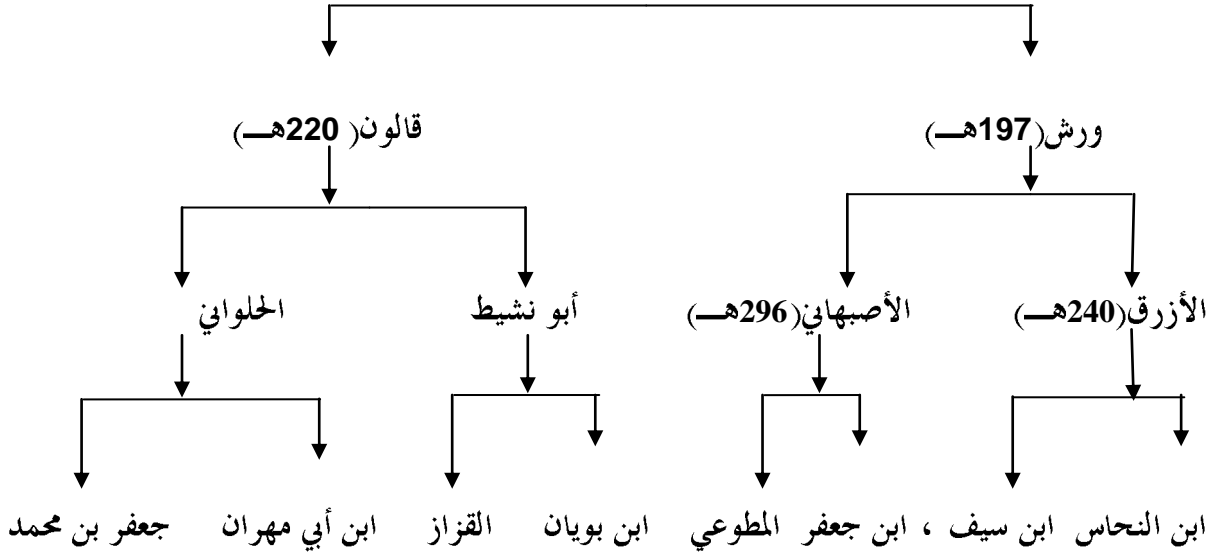 ورش(197هـ) قالون( 220هـ)
الأزرق(240هـ) الأصبهاني(296هـ) أبو نشيط الحلواني
ابن النحاس ابن سيف ، ابن جعفر المطوعي ابن بويان القزاز ابن أبي مهران جعفر بن محمد